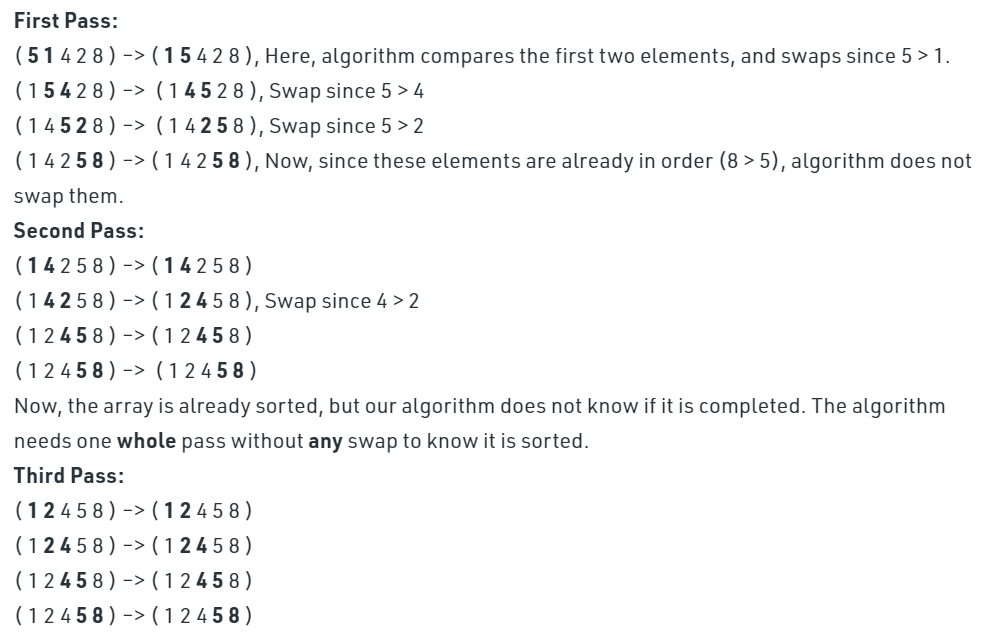 First Pass:
( 5 1 4 2 8 ) –> ( 1 5 4 2 8 ), Here, algorithm compares the first two elements, and swaps since 5 > 1.
( 1 5 4 2 8 ) –>  ( 1 4 5 2 8 ), Swap since 5 > 4
( 1 4 5 2 8 ) –>  ( 1 4 2 5 8 ), Swap since 5 > 2
( 1 4 2 5 8 ) –> ( 1 4 2 5 8 ), Now, since these elements are already in order (8 > 5), algorithm does not
swap them.
Second Pass:
( 1 4 2 5 8 ) –> ( 1 4 2 5 8 )
( 1 4 2 5 8 ) –> ( 1 2 4 5 8 ), Swap since 4 > 2
( 1 2 4 5 8 ) –> ( 1 2 4 5 8 )
( 1 2 4 5 8 ) –>  ( 1 2 4 5 8 )
Now, the array is already sorted, but our algorithm does not know if it is completed. The algorithm
needs one whole pass without any swap to know it is sorted.
Third Pass:
( 1 2 4 5 8 ) –> ( 1 2 4 5 8 )
( 1 2 4 5 8 ) –> ( 1 2 4 5 8 )
( 1 2 4 5 8 ) –> ( 1 2 4 5 8 )
( 1 2 4 5 8 ) –> ( 1 2 4 5 8 )